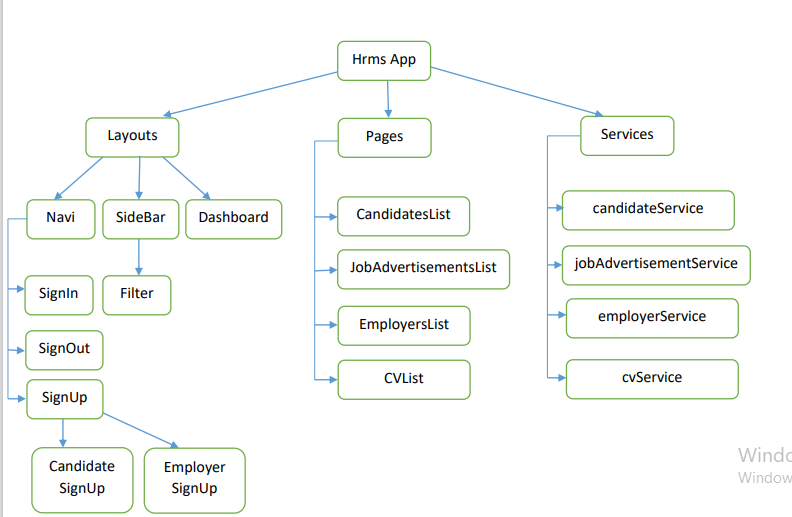 Hrms App
Layouts
Pages
Services
Navi
SideBar
Dashboard
CandidatesList
candidateService
JobAdvertisementsList
jobAdvertisementService
SignIn
Filter
EmployersList
employerService
SignOut
CVList
cvService
SignUp
Candidate
SignUp
Employer
SignUp
Windo
Window